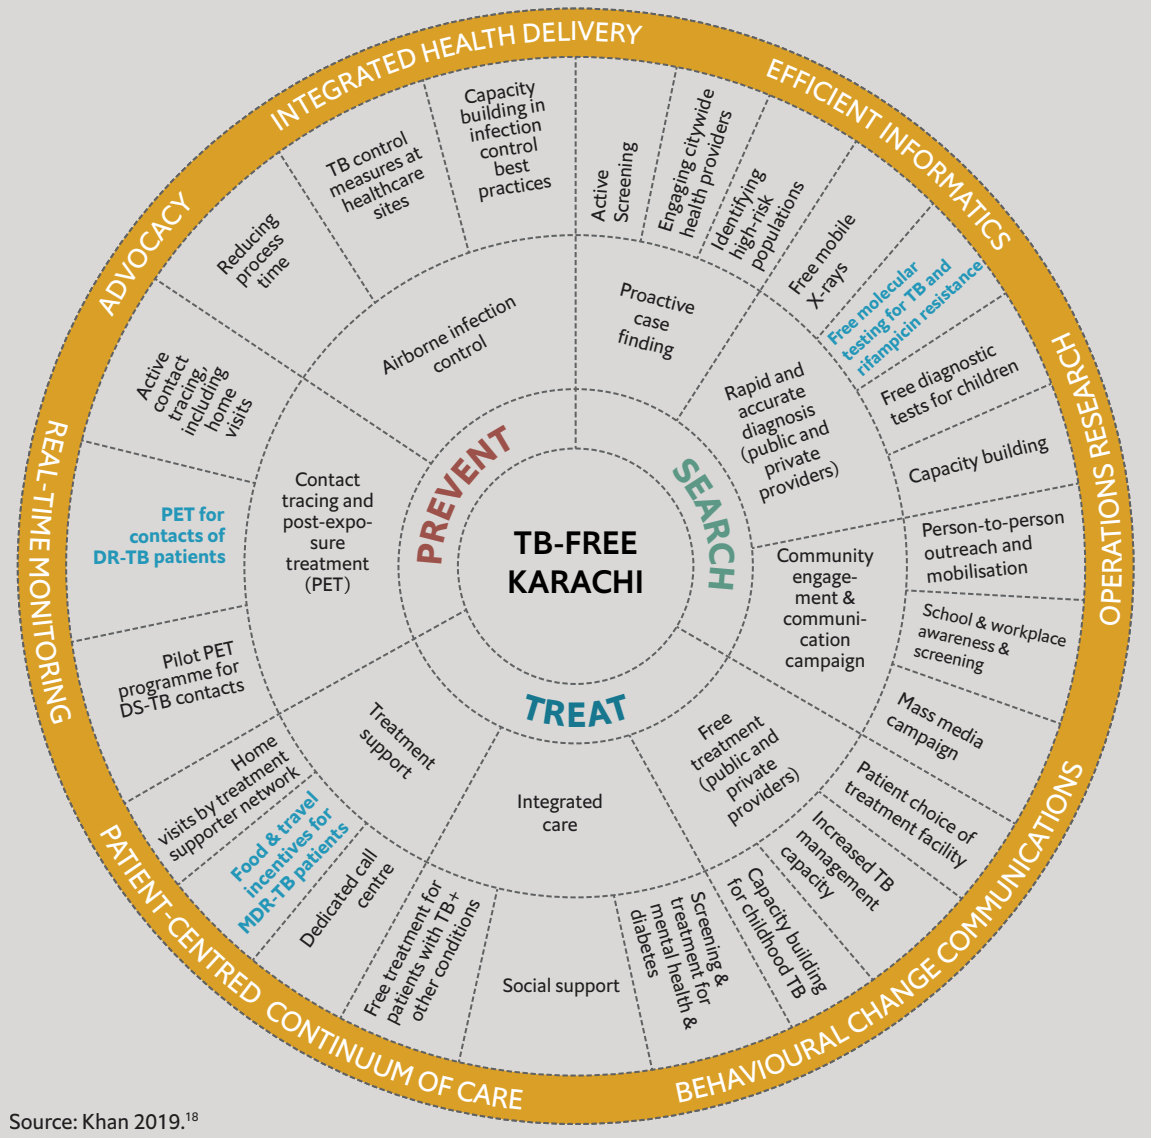 INTEGRATED HEALTH DELIVERY
EFFICIENT INFORMATICS
OPERATIONS RESEARCH
BEHAVIOURAL CHANGE COMMUNICATIONS
PATIENT-CENTRED CONTINUUM OF CARE
REAL-TIME MONITORING
ADVOCACY
TB-FREE
KARACHI
SEARCH
Proactive
case
finding
Active
Screening
Engaging citywide
health providers
Identifying
high-risk
populations
Rapid and
accurate
diagnosis
(public and
private
providers)
Free mobile
X-rays
Free molecular
testing for TB and
rifampicin resistance
Free diagnostic
tests for children
Capacity building
Community
engage-
ment &
communi-
cation
campaign
Person-to-person
outreach and
mobilisation
School & workplace
awareness &
screening
Mass media
campaign
TREAT
Free
treatment
(public and
private
providers)
Patient choice of
treatment facility
Increased TB
management
capacity
Capacity building
for childhood TB
Integrated
care
Screening &
treatment for
mental health &
diabetes
Social support
Free treatment for
patients with TB+
other conditions
Treatment
support
Dedicated call
centre
Food & travel
incentives for
MDR-TB patients
Home
visits by treatment
supporter network
PREVENT
Contact
tracing and
post-expo-
sure
treatment
(PET)
Pilot PET
programme for
DS-TB contacts
PET for
contacts of
DR-TB patients
Active
contact
tracing,
including
home
visits
Airborne infection
control
Reducing
process
time
TB control
measures at
healthcare
sites
Capacity
building in
infection
control
best
practices
Source: Khan 2019.18